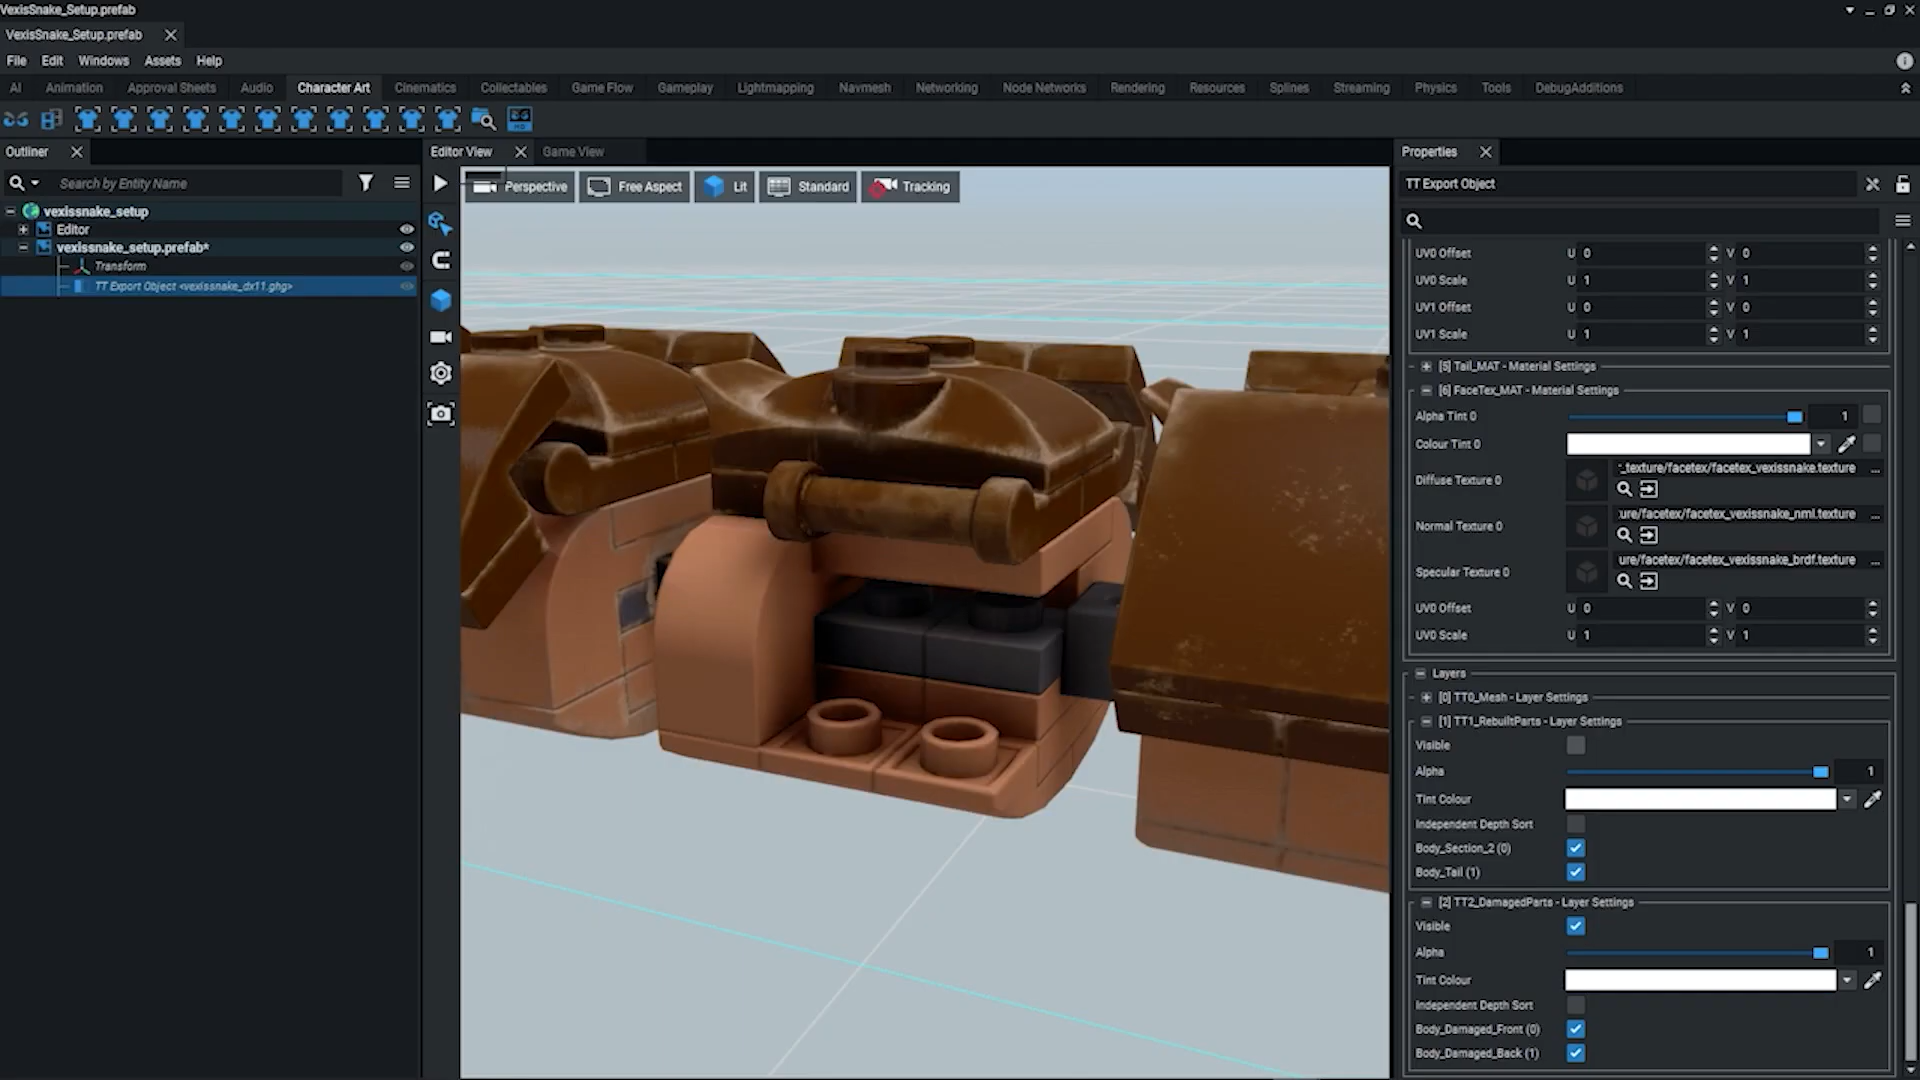 VexisSnake_Setup.prefab
VexisSnake_Setup.prefab
File Edit Windows Assets Help
AI Animation Approval Sheets Audio Character Art Cinematics Collectables Game Flow Gameplay Lightmapping Navmesh Networking Node Networks Rendering Resources Splines Streaming Physics Tools DebugAdditions
Outliner Editor View Game View Properties
Search by Entity Name
Perspective Free Aspect Lit Standard Tracking
TT Export Object
vexissnake_setup
Editor
vexissnake_setup.prefab*
Transform
TT Export Object <vexissnake_dx11.ghg>
UV0 Offset U 0 V 0
UV0 Scale U 1 V 1
UV1 Offset U 0 V 0
UV1 Scale U 1 V 1
[5] Tail_MAT - Material Settings
[6] FaceTex_MAT - Material Settings
Alpha Tint 0 1
Colour Tint 0
Diffuse Texture 0 _texture/facetex/facetex_vexissnake.texture ...
Normal Texture 0 ure/facetex/facetex_vexissnake_nml.texture ...
Specular Texture 0 ure/facetex/facetex_vexissnake_brdf.texture ...
UV0 Offset U 0 V 0
UV0 Scale U 1 V 1
Layers
[0] TT0_Mesh - Layer Settings
[1] TT1_RebuiltParts - Layer Settings
Visible
Alpha 1
Tint Colour
Independent Depth Sort
Body_Section_2 (0)
Body_Tail (1)
[2] TT2_DamagedParts - Layer Settings
Visible
Alpha 1
Tint Colour
Independent Depth Sort
Body_Damaged_Front (0)
Body_Damaged_Back (1)